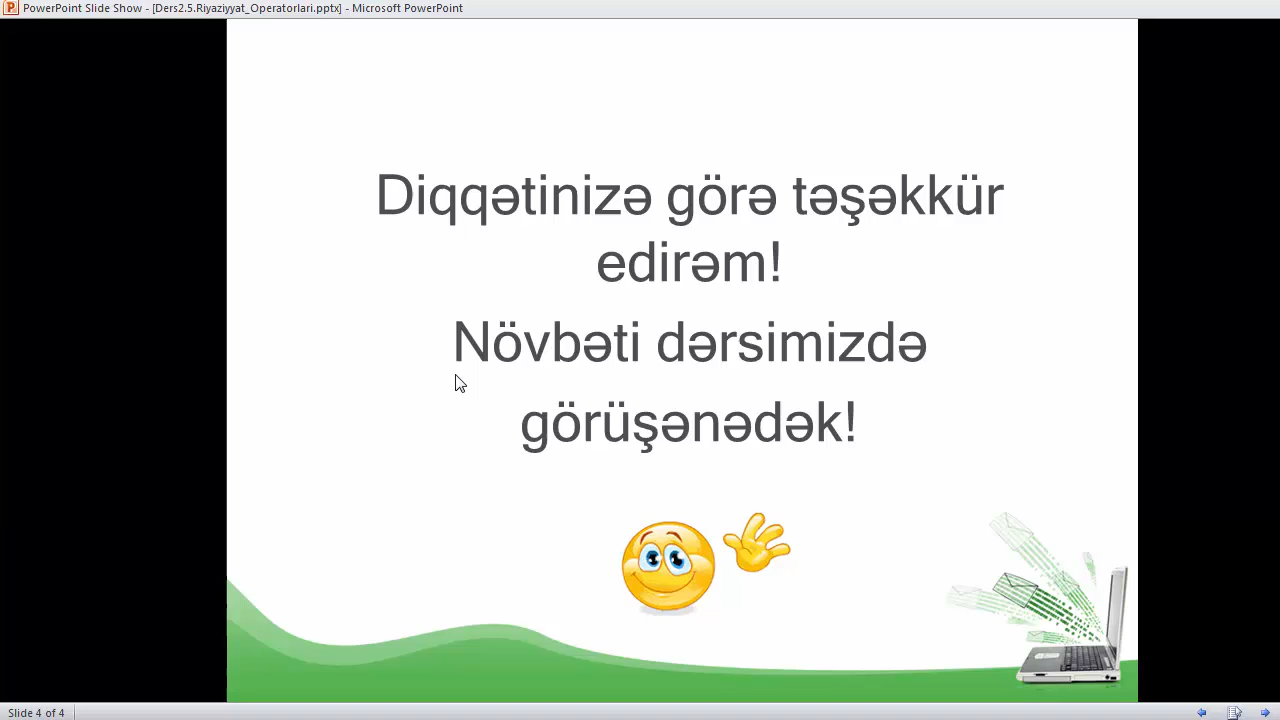 PowerPoint Slide Show - [Ders2.5.Riyaziyyat_Operatorlari.pptx] - Microsoft PowerPoint
Diqqətinizə görə təşəkkür
edirəm!
Növbəti dərsimizdə
görüşənədək!
Slide 4 of 4